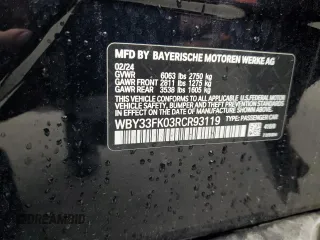 MFD BY BAYERISCHE MOTOREN WERKE AG
02/24
GVWR 6063 lbs 2750 kg
GAWR FRONT 2811 lbs 1275 kg
GAWR REAR 3538 lbs 1605 kg
THIS VEHICLE CONFORMS TO ALL APPLICABLE FEDERAL
MOTOR VEHICLE SAFETY, BUMPER AND THEFT PREVENTION
STANDARDS IN EFFECT ON THE DATE OF MANUFACTURE
SHOWN ABOVE.
WBY33FK03RCR93119 TYPE: PASSENGER CAR